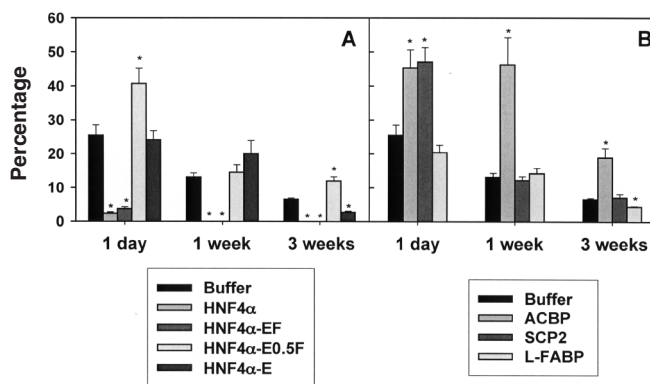 60
50
40
30
20
10
0
Percentage
A
B
* * * *
* *
* *
* *
*
* *
*
*
1 day 1 week 3 weeks
1 day 1 week 3 weeks
Buffer
HNF4α
HNF4α-EF
HNF4α-E0.5F
HNF4α-E
Buffer
ACBP
SCP2
L-FABP